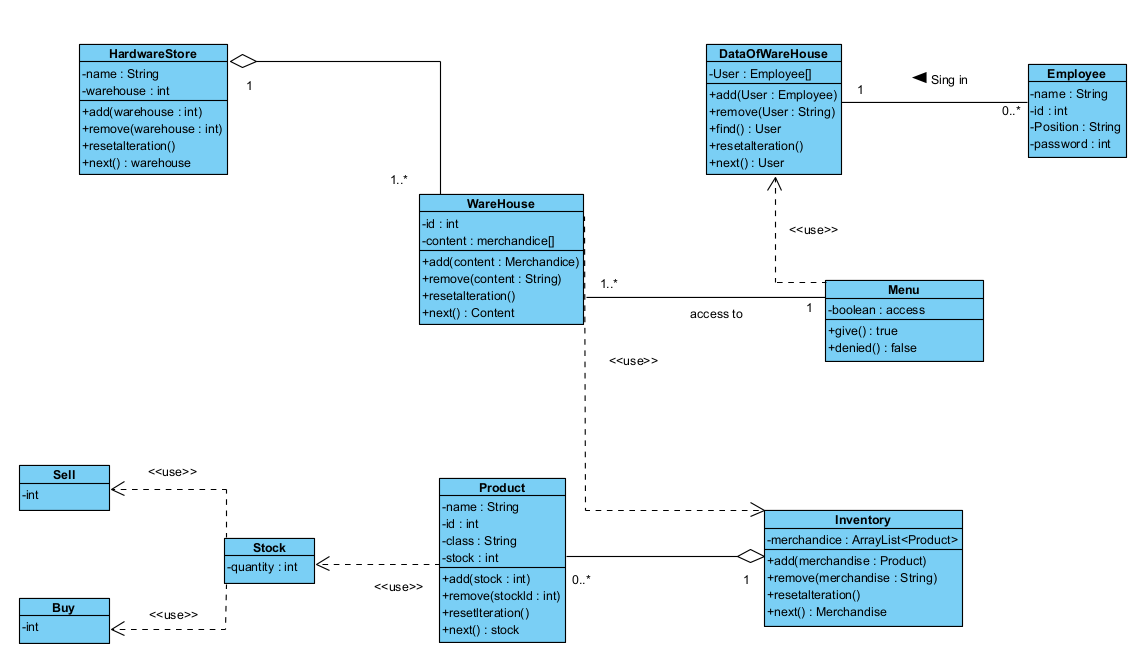 HardwareStore
-name : String
-warehouse : int
+add(warehouse : int)
+remove(warehouse : int)
+resetalteration()
+next() : warehouse
1
1..*
DataOfWareHouse
-User : Employee[]
+add(User : Employee)
+remove(User : String)
+find() : User
+resetalteration()
+next() : User
1
Sing in
0..*
Employee
-name : String
-id : int
-Position : String
-password : int
WareHouse
-id : int
-content : merchandice[]
+add(content : Merchandice)
+remove(content : String)
+resetalteration()
+next() : Content
<<use>>
1..*
access to
1
Menu
-boolean : access
+give() : true
+denied() : false
<<use>>
Sell
-int
<<use>>
Stock
-quantity : int
Buy
-int
<<use>>
<<use>>
Product
-name : String
-id : int
-class : String
-stock : int
+add(stock : int)
+remove(stockId : int)
+resetIteration()
+next() : stock
0..*
1
Inventory
-merchandice : ArrayList<Product>
+add(merchandise : Product)
+remove(merchandise : String)
+resetalteration()
+next() : Merchandise